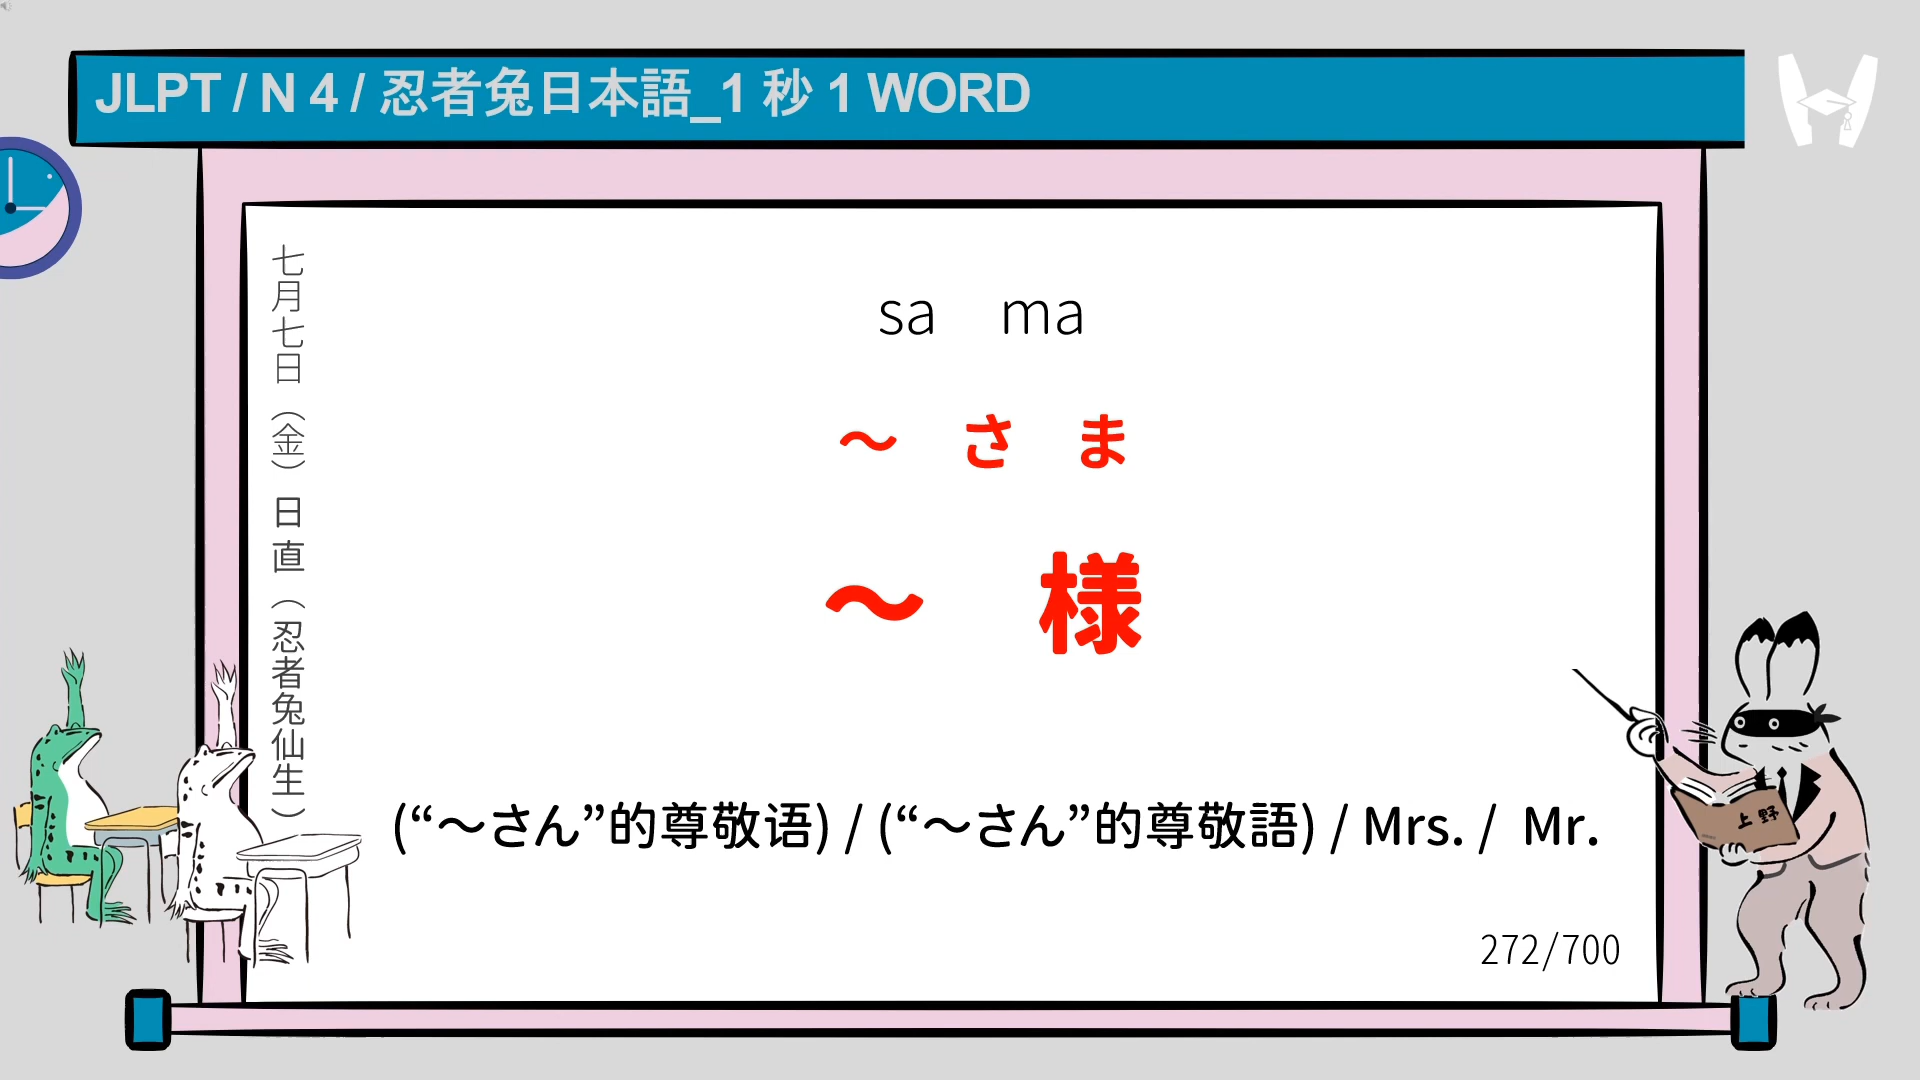 JLPT / N 4 / 忍者兔日本語_1 秒 1 WORD
七月七日（金）日直（忍者兔仙生）
sa ma
～ さ ま
～ 様
(“～さん”的尊敬语) / (“～さん”的尊敬語) / Mrs. / Mr.
上野
272/700